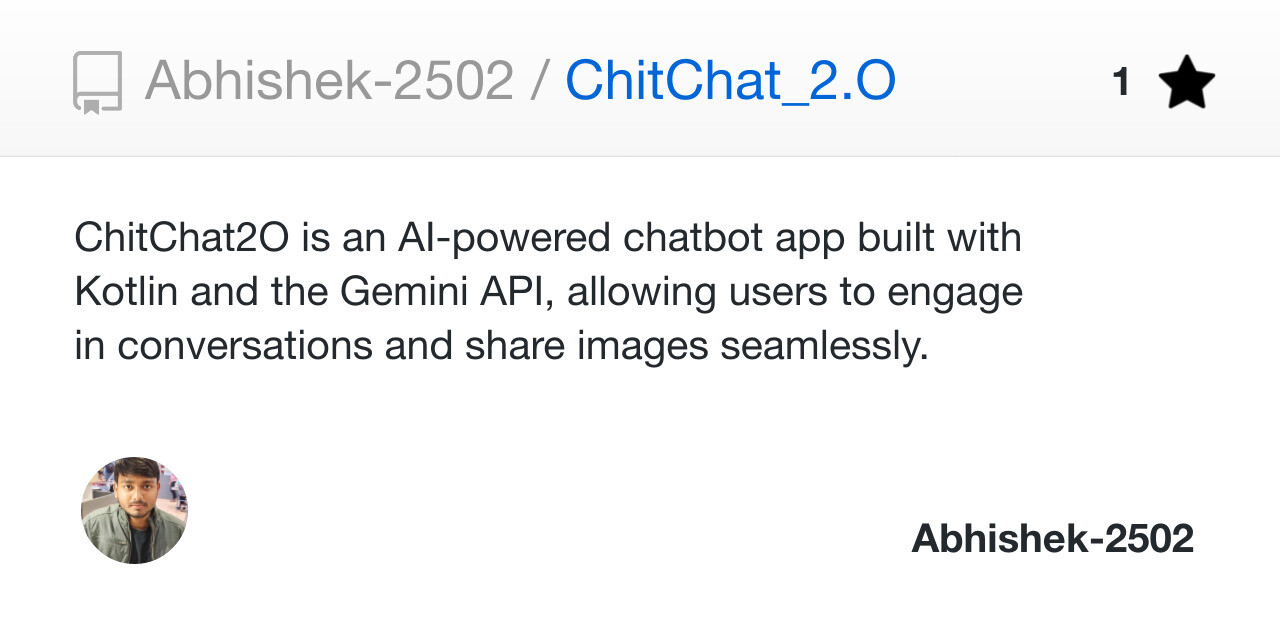 Abhishek-2502 / ChitChat_2.O
1
ChitChat2O is an AI-powered chatbot app built with
Kotlin and the Gemini API, allowing users to engage
in conversations and share images seamlessly.
Abhishek-2502